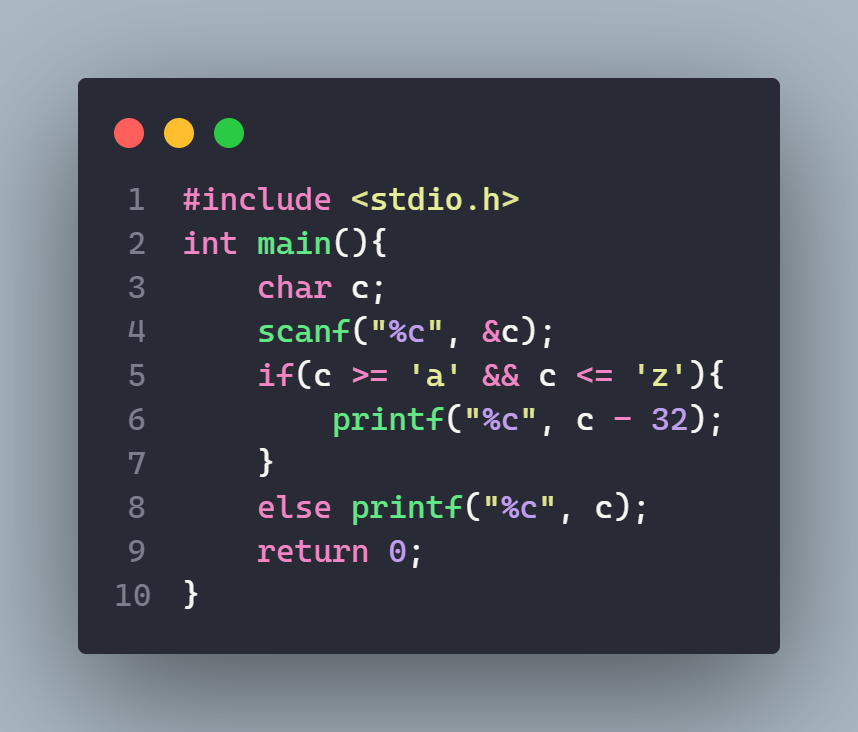 1 #include <stdio.h>
2 int main(){
3     char c;
4     scanf("%c", &c);
5     if(c >= 'a' && c <= 'z'){
6         printf("%c", c - 32);
7     }
8     else printf("%c", c);
9     return 0;
10 }